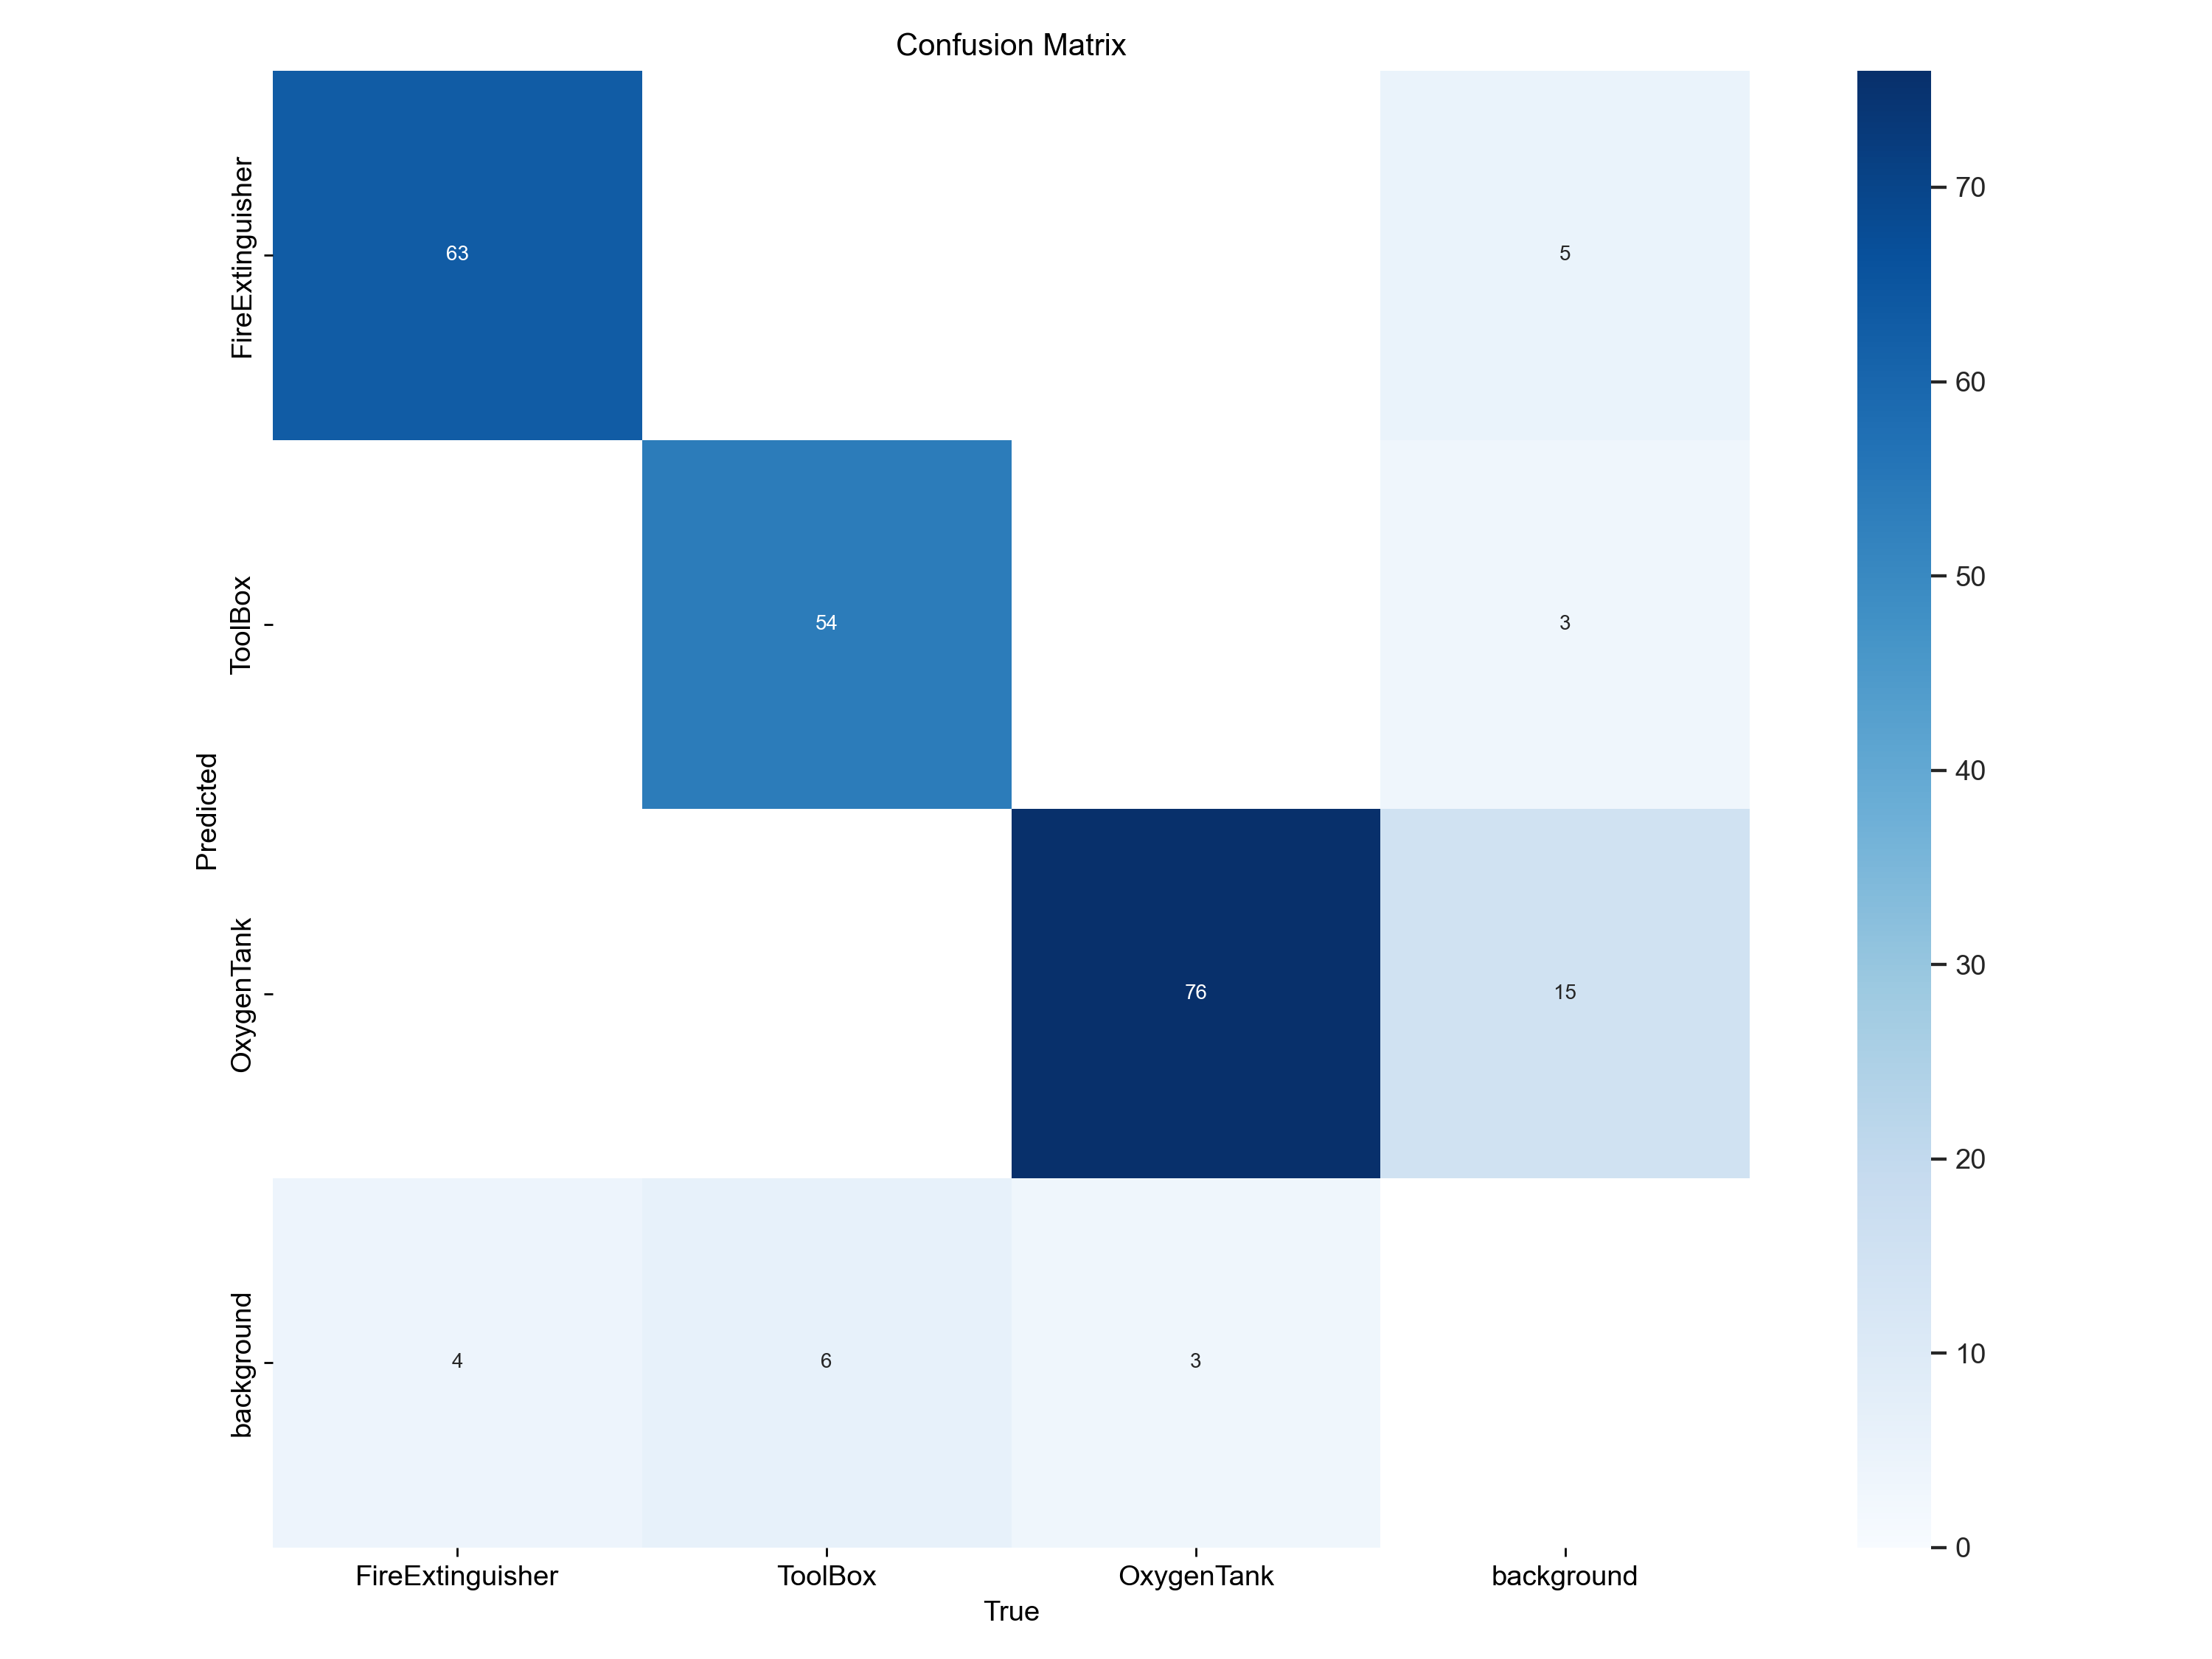 Confusion Matrix
FireExtinguisher
63
5
ToolBox
54
3
Predicted
OxygenTank
76
15
background
4
6
3
FireExtinguisher
ToolBox
OxygenTank
background
True
70
60
50
40
30
20
10
0